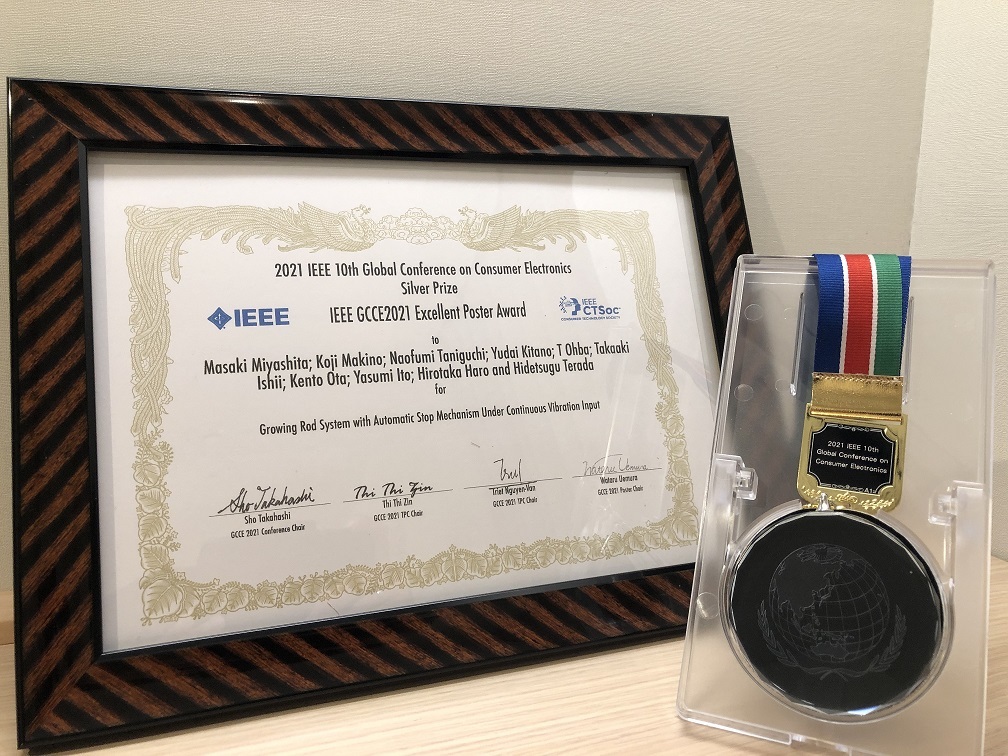 2021 IEEE 10th Global Conference on Consumer Electronics
Silver Prize
IEEE
IEEE GCCE2021 Excellent Poster Award
IEEE
CTSoc
CONSUMER TECHNOLOGY SOCIETY
to
Masaki Miyashita; Koji Makino; Naofumi Taniguchi; Yudai Kitano; T Ohba; Takaaki
Ishii; Kento Ota; Yasumi Ito; Hirotaka Haro and Hidetsugu Terada
for
Growing Rod System with Automatic Stop Mechanism Under Continuous Vibration Input
Sho Takahashi
Thi Thi Zin
Wataru Uemura
Sho Takahashi
GCCE 2021 Conference Chair
Thi Thi Zin
GCCE 2021 TPC Chair
Triet Nguyen-Van
GCCE 2021 TPC Chair
Wataru Uemura
GCCE 2021 Poster Chair
2021 IEEE 10th
Global Conference on
Consumer Electronics